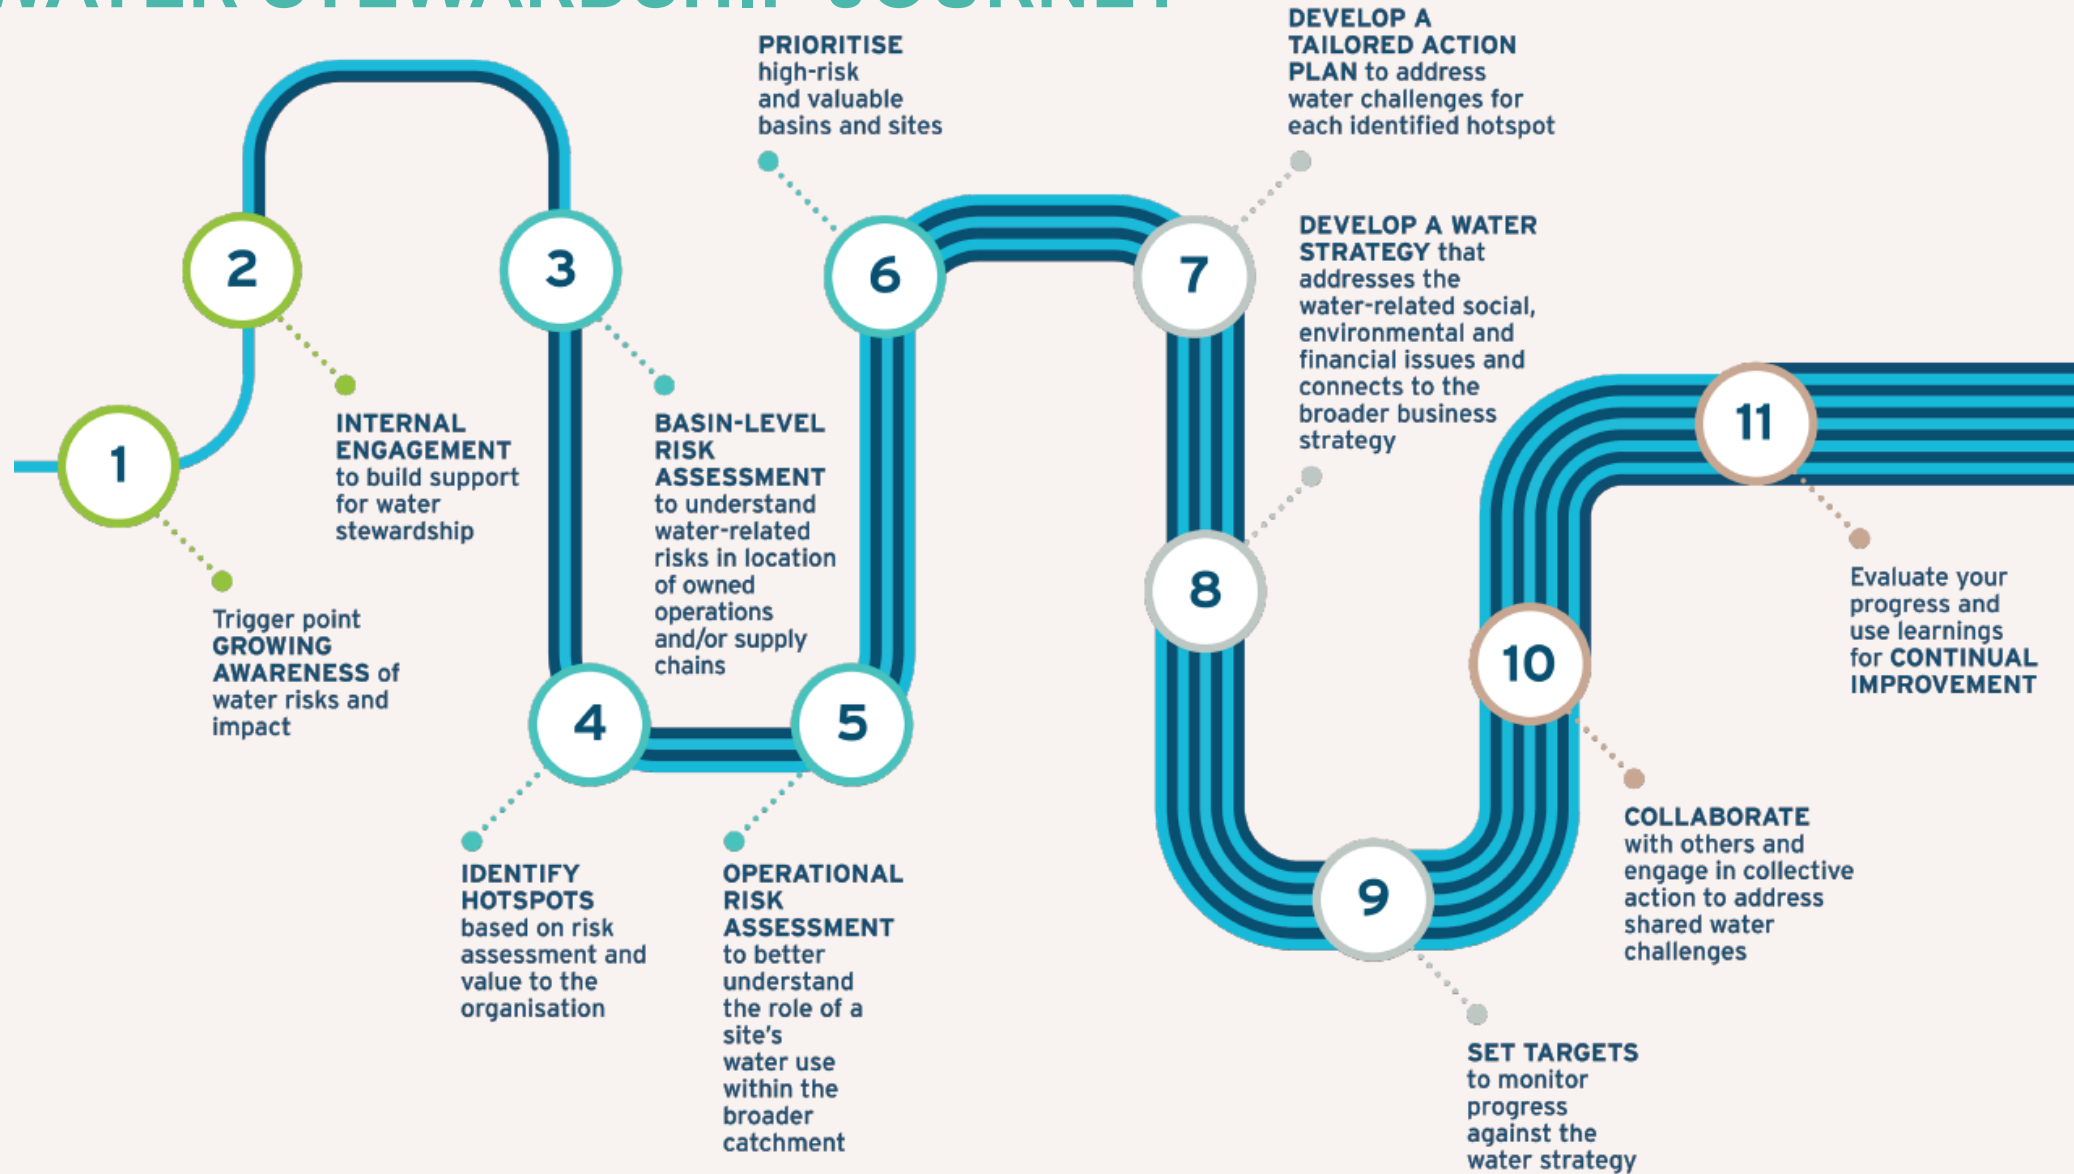 WATER STEWARDSHIP JOURNEY
1
Trigger point
GROWING
AWARENESS of
water risks and
impact
2
INTERNAL
ENGAGEMENT
to build support
for water
stewardship
3
BASIN-LEVEL
RISK
ASSESSMENT
to understand
water-related
risks in location
of owned
operations
and/or supply
chains
4
IDENTIFY
HOTSPOTS
based on risk
assessment and
value to the
organisation
5
OPERATIONAL
RISK
ASSESSMENT
to better
understand
the role of a
site's
water use
within the
broader
catchment
6
PRIORITISE
high-risk
and valuable
basins and sites
7
DEVELOP A
TAILORED ACTION
PLAN to address
water challenges for
each identified hotspot
8
DEVELOP A WATER
STRATEGY that
addresses the
water-related social,
environmental and
financial issues and
connects to the
broader business
strategy
9
SET TARGETS
to monitor
progress
against the
water strategy
10
COLLABORATE
with others and
engage in collective
action to address
shared water
challenges
11
Evaluate your
progress and
use learnings
for CONTINUAL
IMPROVEMENT